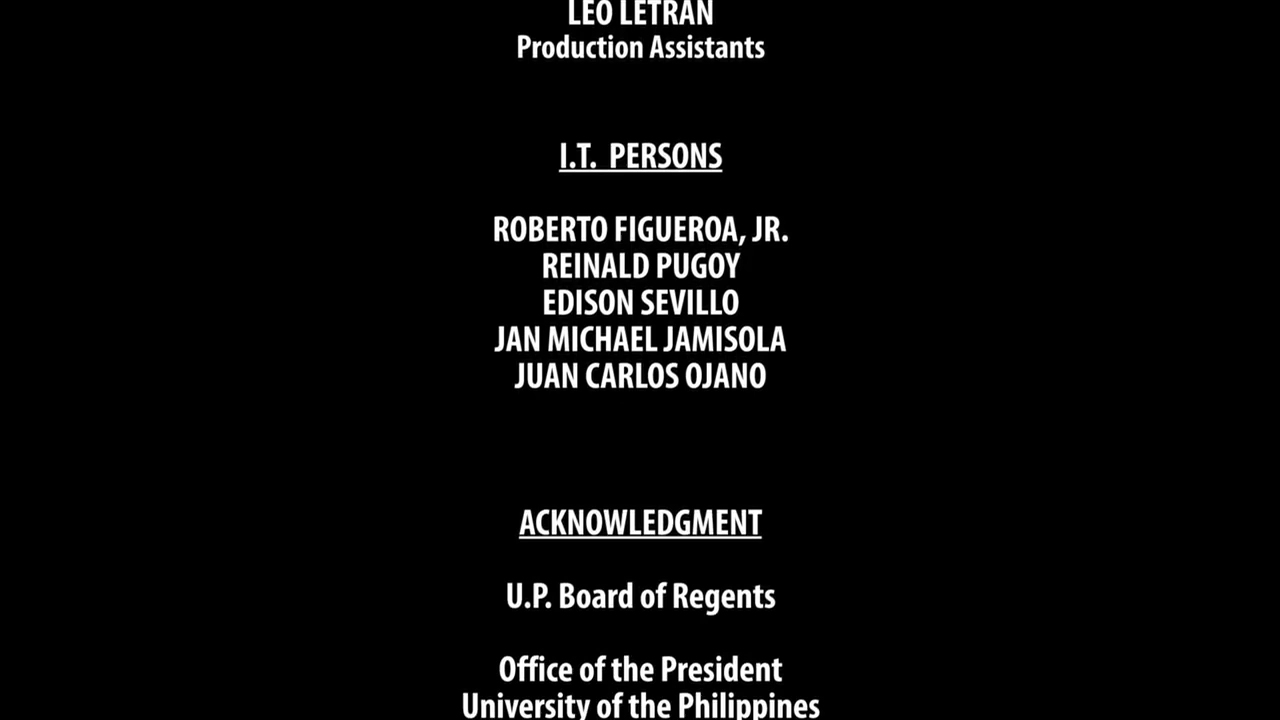 LEO LETRAN
Production Assistants
I.T. PERSONS
ROBERTO FIGUEROA, JR.
REINALD PUGOY
EDISON SEVILLO
JAN MICHAEL JAMISOLA
JUAN CARLOS OJANO
ACKNOWLEDGMENT
U.P. Board of Regents
Office of the President
University of the Philippines